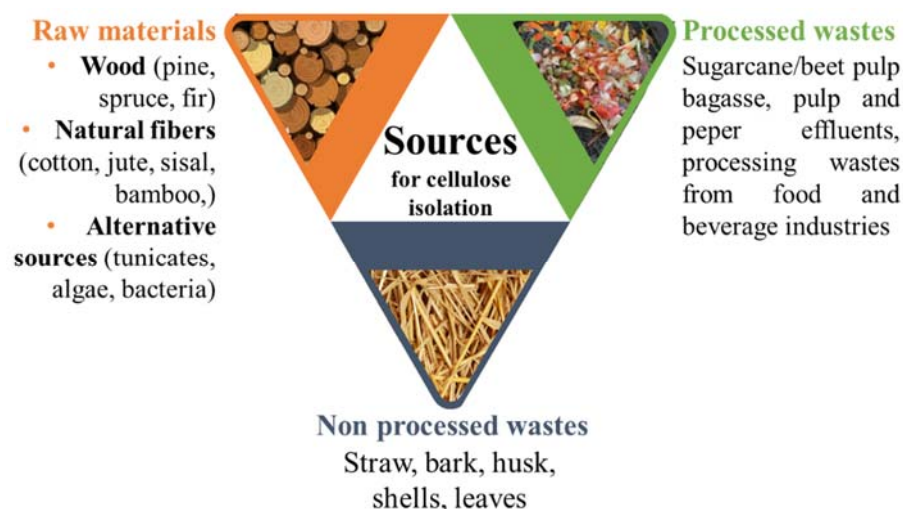 Raw materials
• Wood (pine,
spruce, fir)
• Natural fibers
(cotton, jute, sisal,
bamboo,)
• Alternative
sources (tunicates,
algae, bacteria)
Sources
for cellulose
isolation
Processed wastes
Sugarcane/beet pulp
bagasse, pulp and
peper effluents,
processing wastes
from food and
beverage industries
Non processed wastes
Straw, bark, husk,
shells, leaves